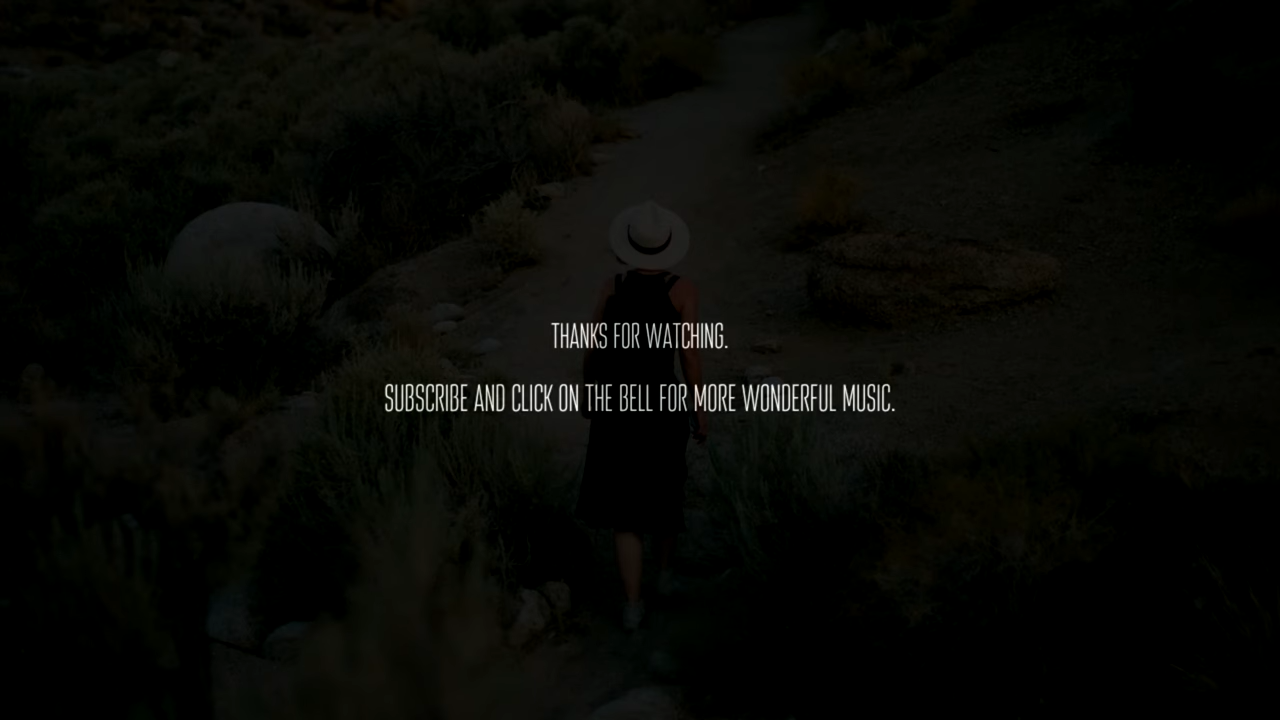 THANKS FOR WATCHING.
SUBSCRIBE AND CLICK ON THE BELL FOR MORE WONDERFUL MUSIC.